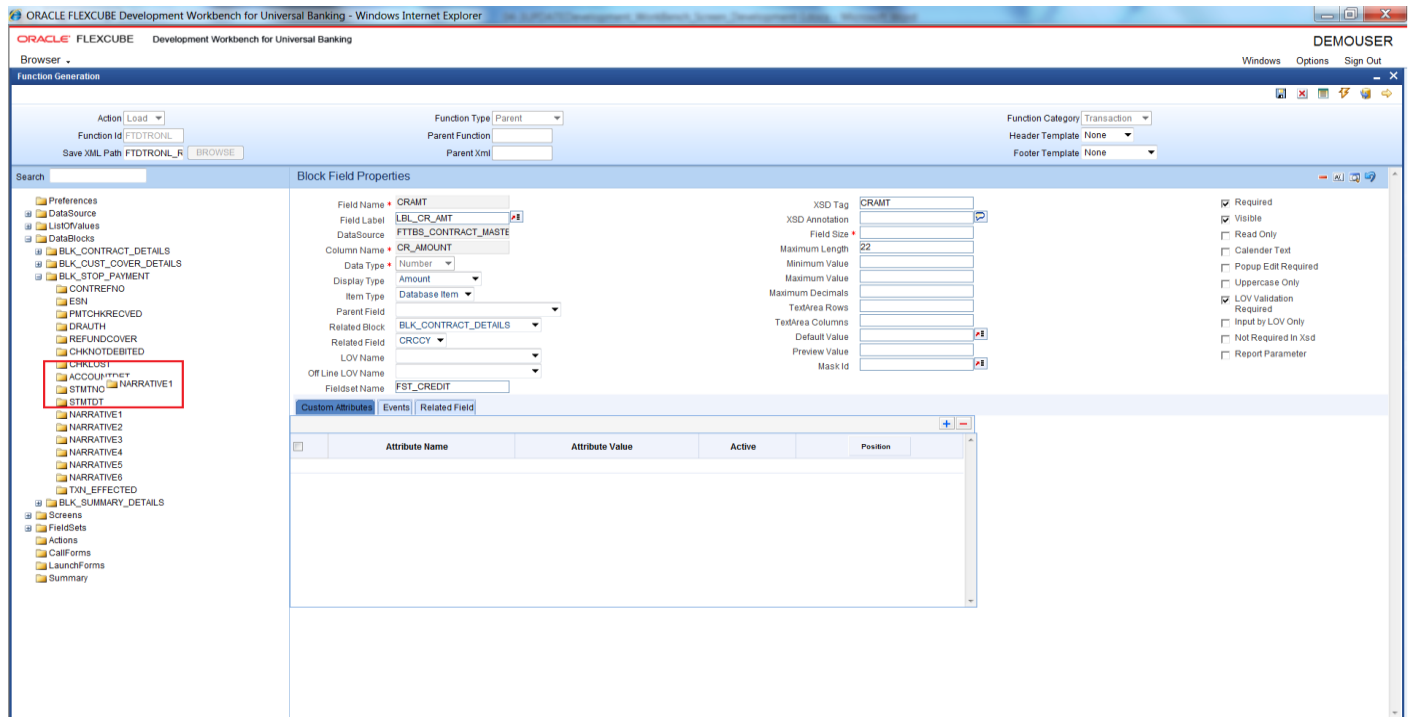 ORACLE FLEXCUBE Development Workbench for Universal Banking - Windows Internet Explorer
ORACLE FLEXCUBE Development Workbench for Universal Banking
DEMOUSER
Browser
Windows Options Sign Out
Function Generation
Action Load
Function Type Parent
Function Category Transaction
Function Id FTDTRONL
Parent Function
Header Template None
Save XML Path FTDTRONL_R BROWSE
Parent Xml
Footer Template None
Search
Block Field Properties
Preferences
DataSource
ListOfValues
DataBlocks
BLK_CONTRACT_DETAILS
BLK_CUST_COVER_DETAILS
BLK_STOP_PAYMENT
CONTREFNO
ESN
PMTCHKRECVED
DRAUTH
REFUNDCOVER
CHKNOTDEBITED
CHKLOST
ACCOUNTDET
NARRATIVE1
STMTNO
STMTDT
NARRATIVE1
NARRATIVE2
NARRATIVE3
NARRATIVE4
NARRATIVE5
NARRATIVE6
TXN_EFFECTED
BLK_SUMMARY_DETAILS
Screens
FieldSets
Actions
CallForms
LaunchForms
Summary
Field Name * CRAMT
Field Label LBL_CR_AMT
DataSource FTTBS_CONTRACT_MASTE
Column Name * CR_AMOUNT
Data Type * Number
Display Type Amount
Item Type Database Item
Parent Field
Related Block BLK_CONTRACT_DETAILS
Related Field CRCCY
LOV Name
Off Line LOV Name
Fieldset Name FST_CREDIT
XSD Tag CRAMT
XSD Annotation
Field Size *
Maximum Length 22
Minimum Value
Maximum Value
Maximum Decimals
TextArea Rows
TextArea Columns
Default Value
Preview Value
Mask Id
Required
Visible
Read Only
Calender Text
Popup Edit Required
Uppercase Only
LOV Validation
Required
Input by LOV Only
Not Required In Xsd
Report Parameter
Custom Attributes Events Related Field
Attribute Name Attribute Value Active Position